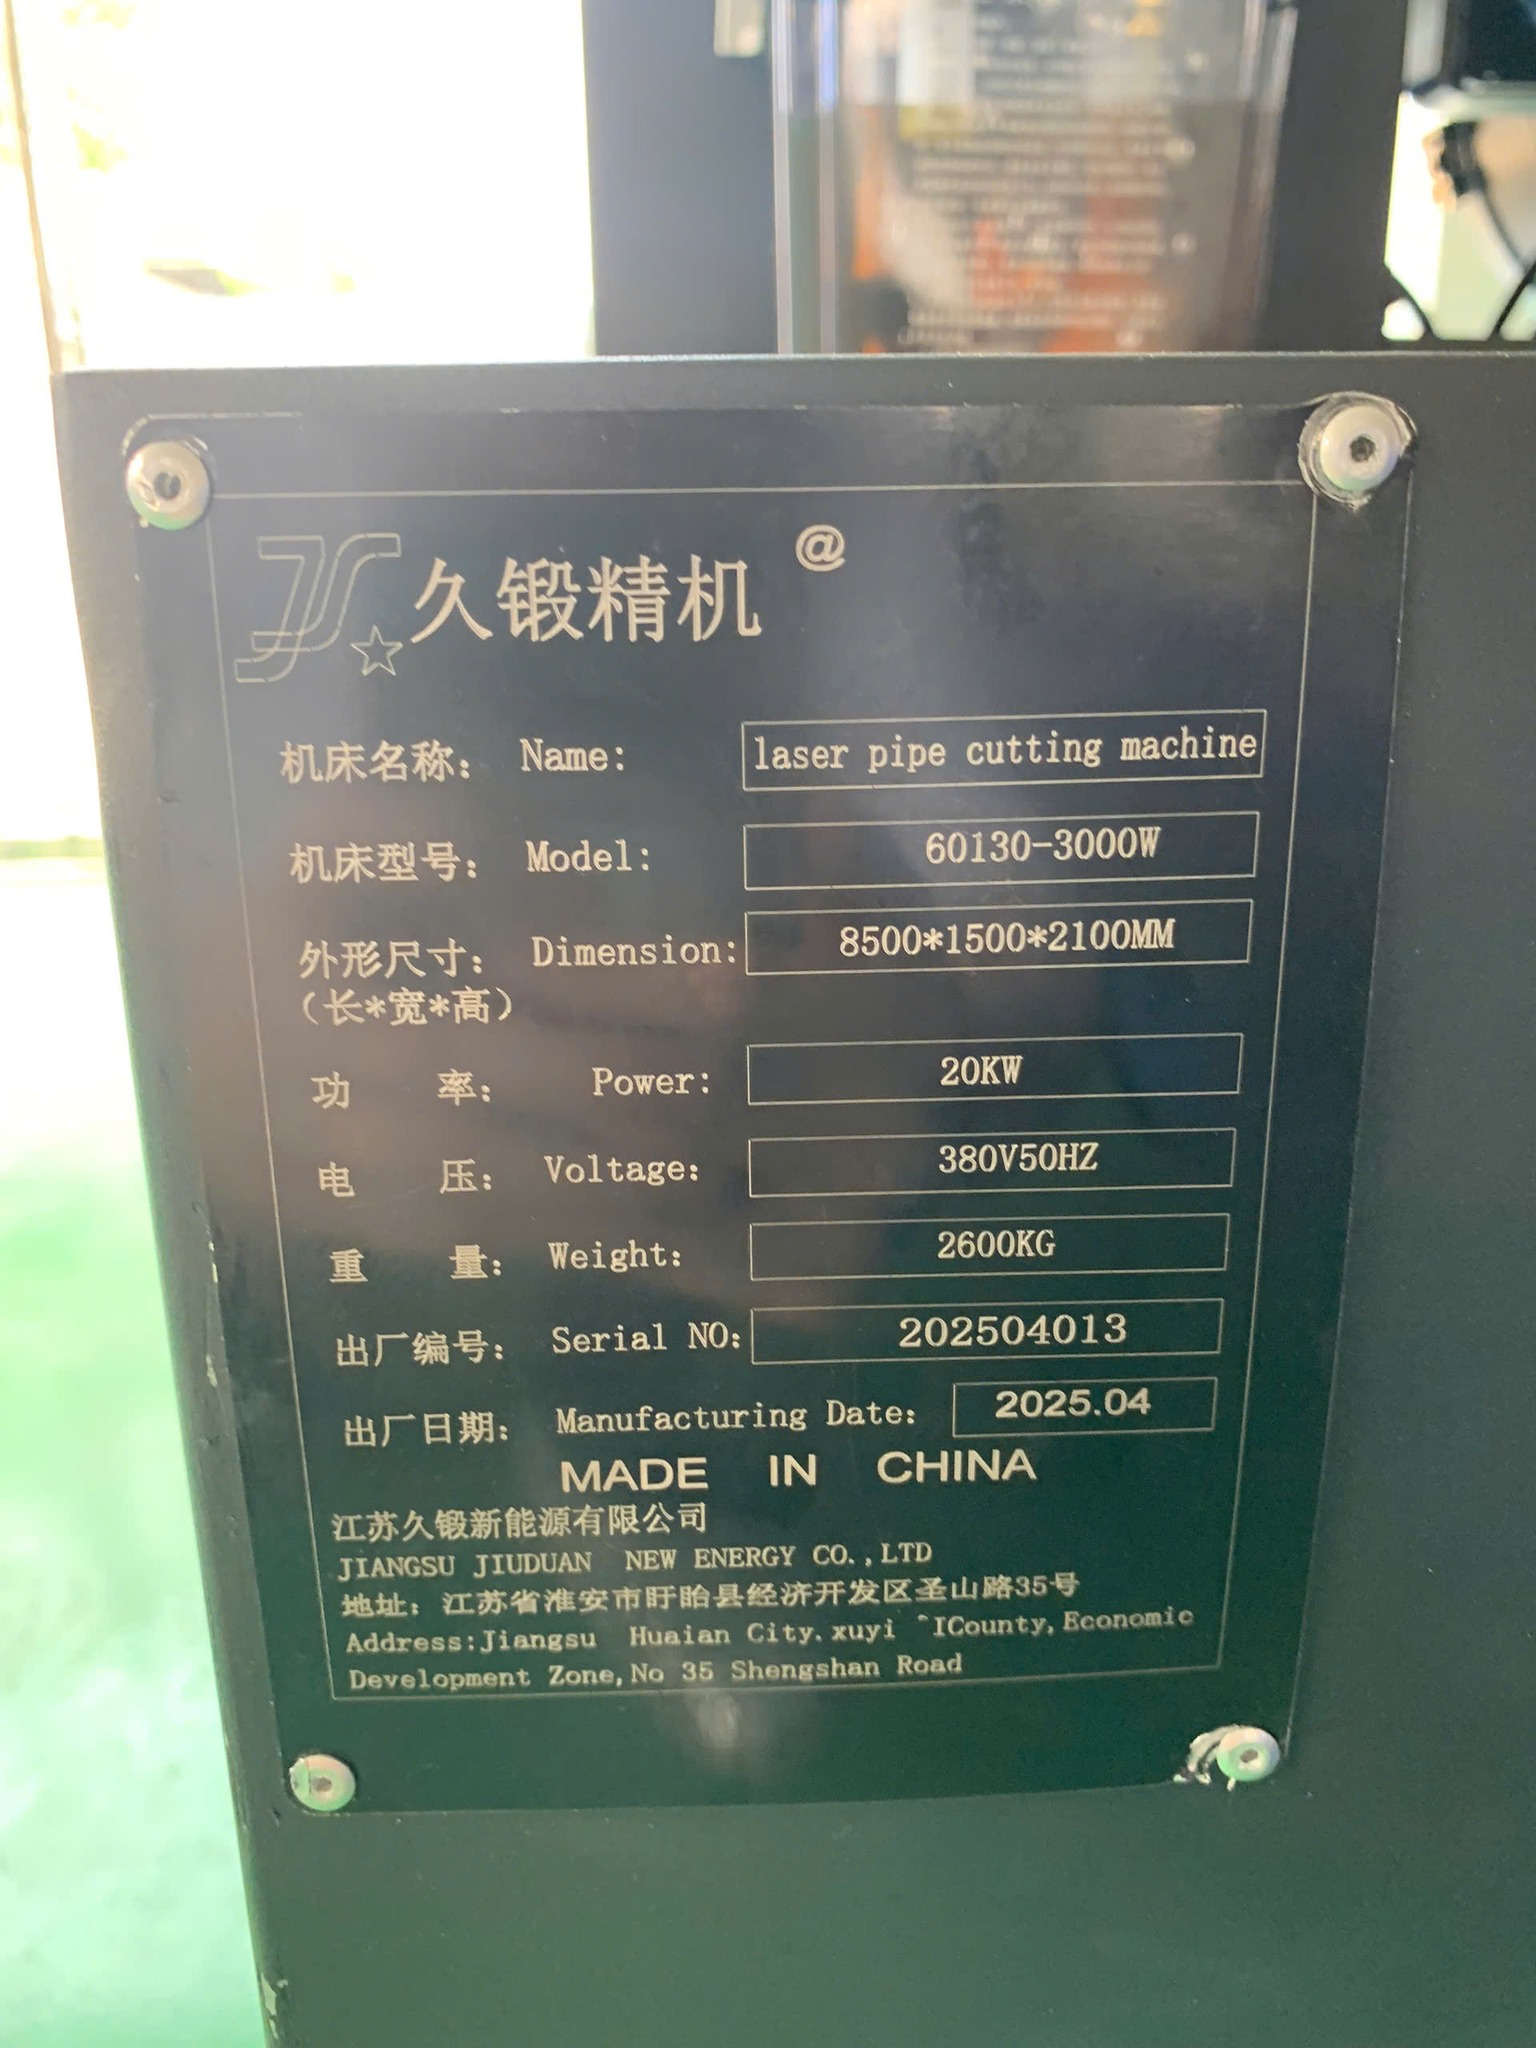 久锻精机 @
机床名称： Name: laser pipe cutting machine
机床型号： Model: 60130-3000W
外形尺寸： Dimension: 8500*1500*2100MM
（长*宽*高）
功 率： Power: 20KW
电 压： Voltage: 380V50HZ
重 量： Weight: 2600KG
出厂编号： Serial NO: 202504013
出厂日期： Manufacturing Date: 2025.04
MADE IN CHINA
江苏久锻新能源有限公司
JIANGSU JIUDUAN NEW ENERGY CO.,LTD
地址：江苏省淮安市盱眙县经济开发区圣山路35号
Address:Jiangsu Huaian City.xuyi ˆICounty,Economic
Development Zone,No 35 Shengshan Road